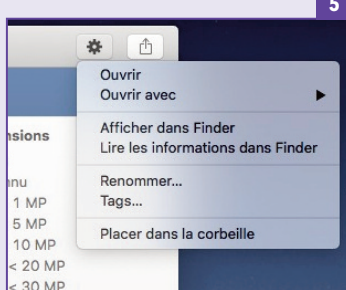 5
Ouvrir
Ouvrir avec
Afficher dans Finder
Lire les informations dans Finder
Renommer...
Tags...
Placer dans la corbeille
nsions
nnu
1 MP
5 MP
10 MP
< 20 MP
< 30 MP